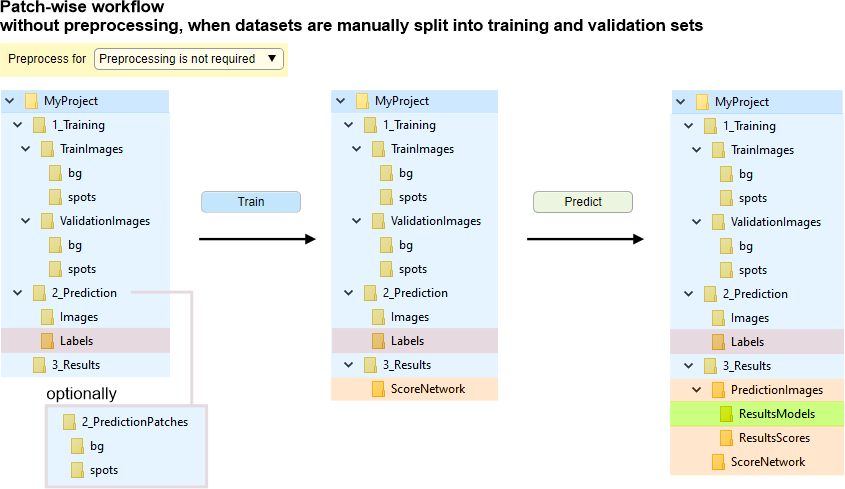 Patch-wise workflow
without preprocessing, when datasets are manually split into training and validation sets
Preprocess for
Preprocessing is not required
MyProject
1_Training
TrainImages
bg
spots
ValidationImages
bg
spots
2_Prediction
Images
Labels
3_Results
optionally
2_PredictionPatches
bg
spots
Train
MyProject
1_Training
TrainImages
bg
spots
ValidationImages
bg
spots
2_Prediction
Images
Labels
3_Results
ScoreNetwork
Predict
MyProject
1_Training
TrainImages
bg
spots
ValidationImages
bg
spots
2_Prediction
Images
Labels
3_Results
PredictionImages
ResultsModels
ResultsScores
ScoreNetwork